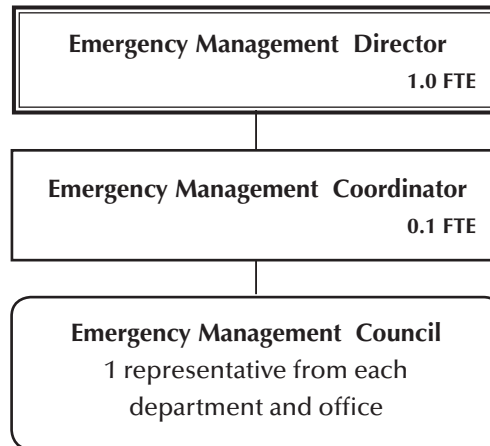 Emergency Management Director
1.0 FTE
Emergency Management Coordinator
0.1 FTE
Emergency Management Council
1 representative from each
department and office